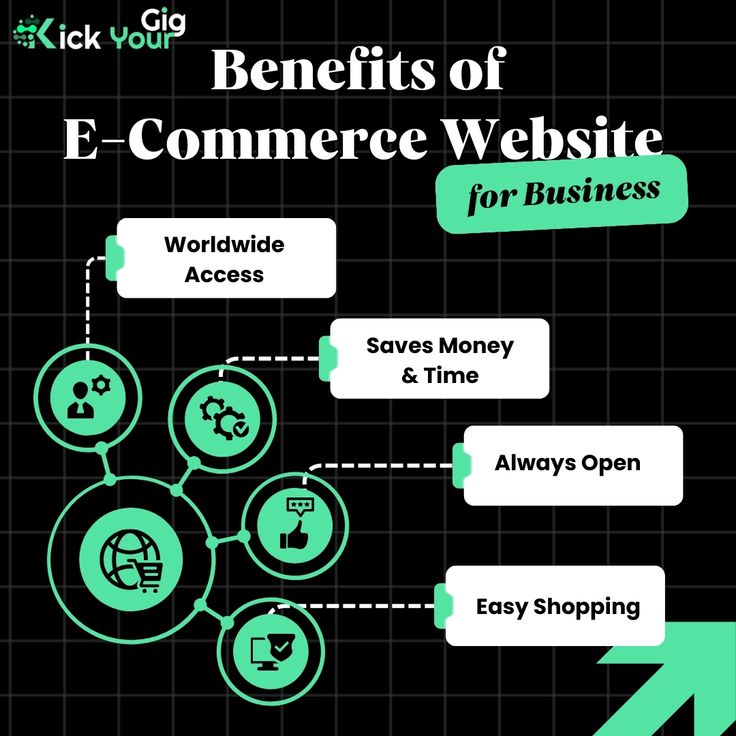 Kick Your Gig
Benefits of
E-Commerce Website
for Business
Worldwide
Access
Saves Money
& Time
Always Open
Easy Shopping